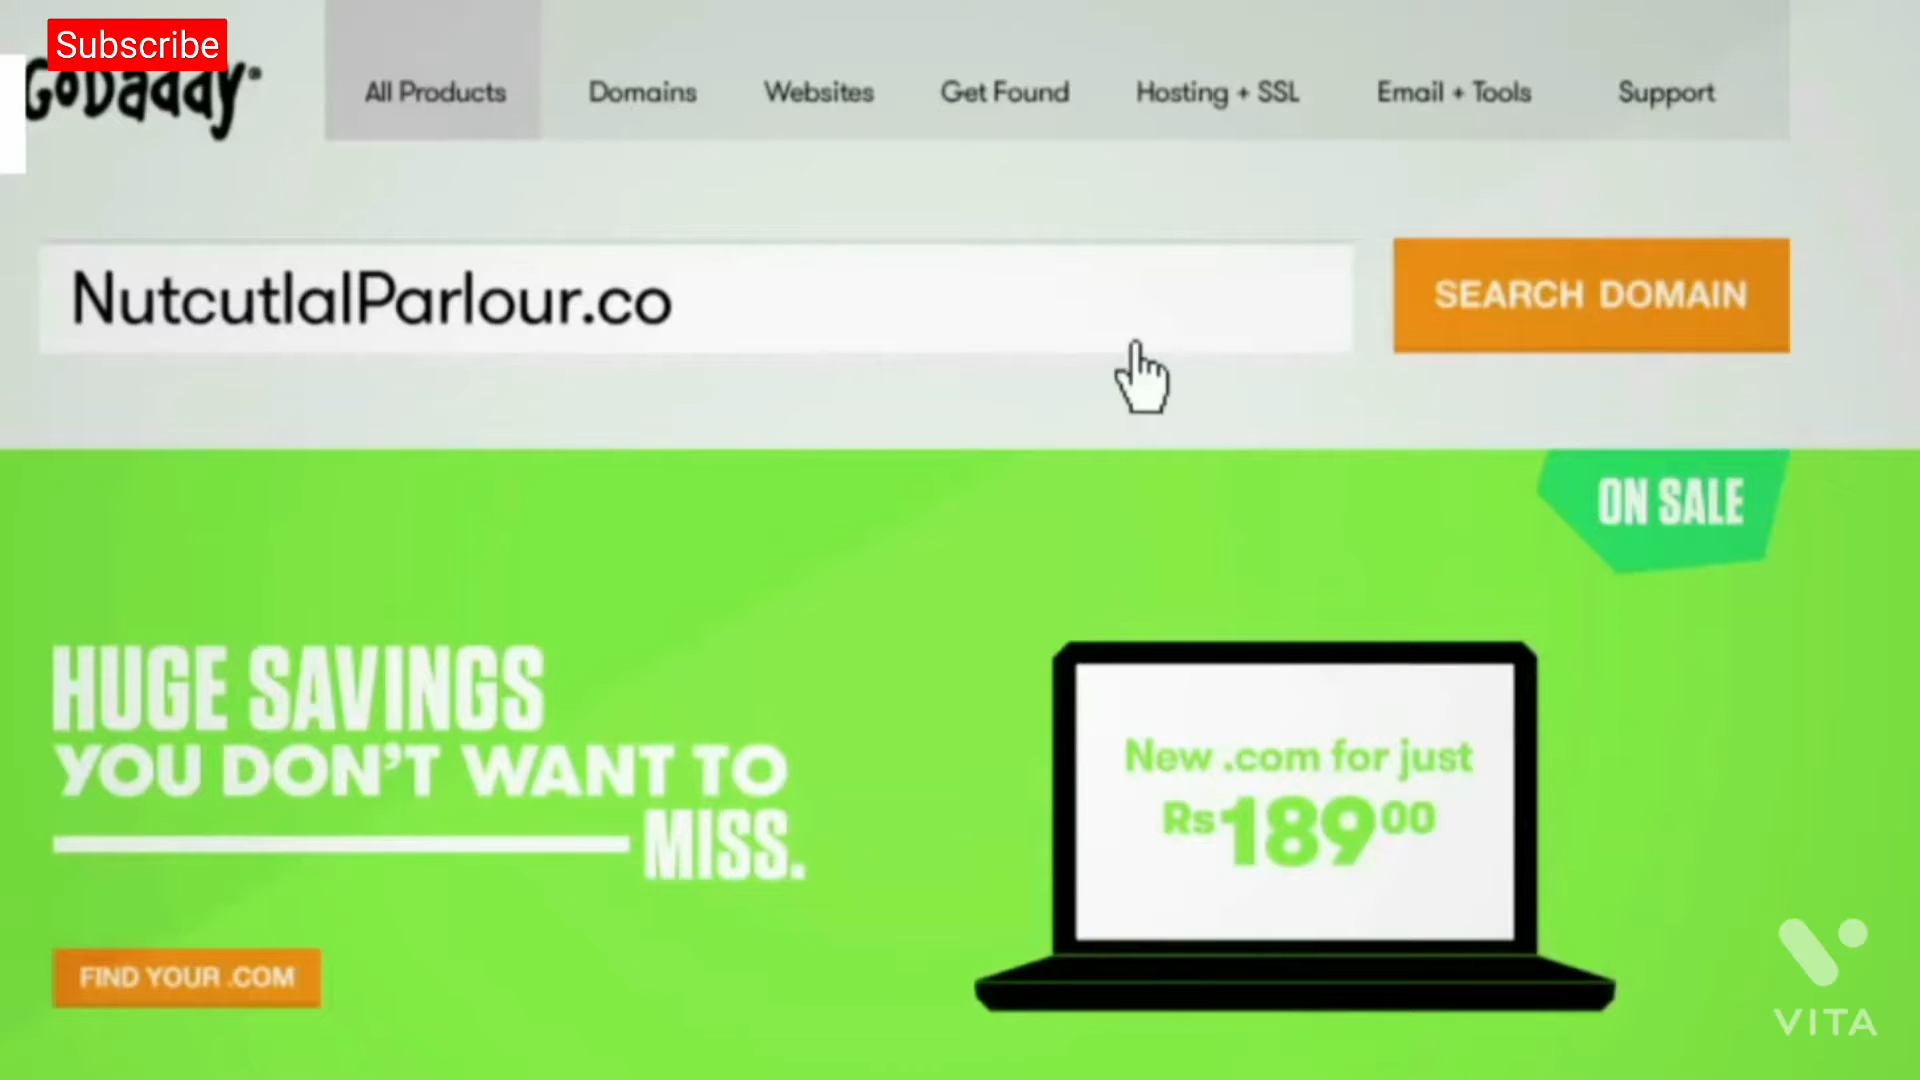 Subscribe
GoDaddy®
All Products Domains Websites Get Found Hosting + SSL Email + Tools Support
NutcutlalParlour.co
SEARCH DOMAIN
ON SALE
HUGE SAVINGS
YOU DON'T WANT TO
MISS.
New .com for just
Rs18900
FIND YOUR .COM
VITA